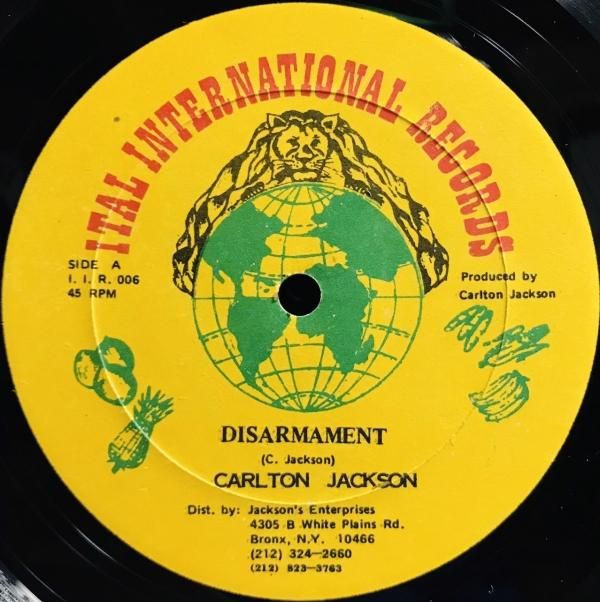 ITAL INTERNATIONAL RECORDS
SIDE A
I. I. R. 006
45 RPM
Produced by
Carlton Jackson
DISARMAMENT
(C. Jackson)
CARLTON JACKSON
Dist. by: Jackson's Enterprises
4305 B White Plains Rd.
Bronx, N.Y. 10466
(212) 324—2660
(212) 823—3763